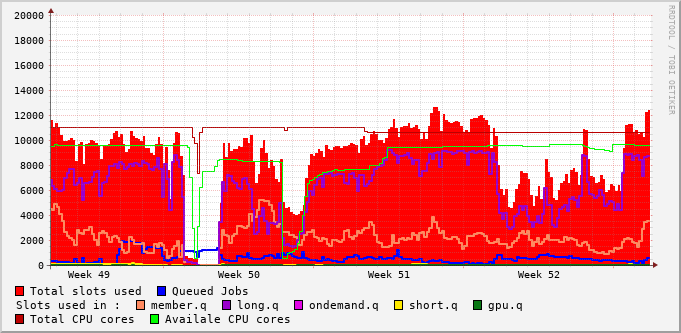 20000
18000
16000
14000
12000
10000
8000
6000
4000
2000
0
Week 49 Week 50 Week 51 Week 52
RRDTOOL / TOBI OETIKER
Total slots used Queued Jobs
Slots used in : member.q long.q ondemand.q short.q gpu.q
Total CPU cores Availale CPU cores